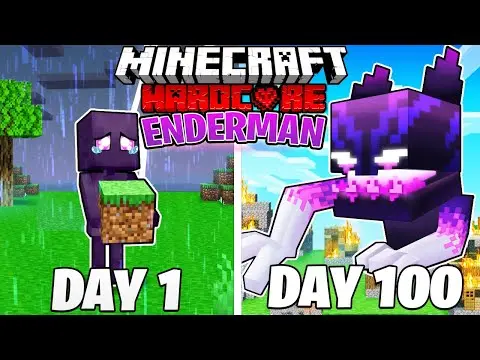 MINECRAFT
HARDCORE
ENDERMAN
DAY 1
DAY 100